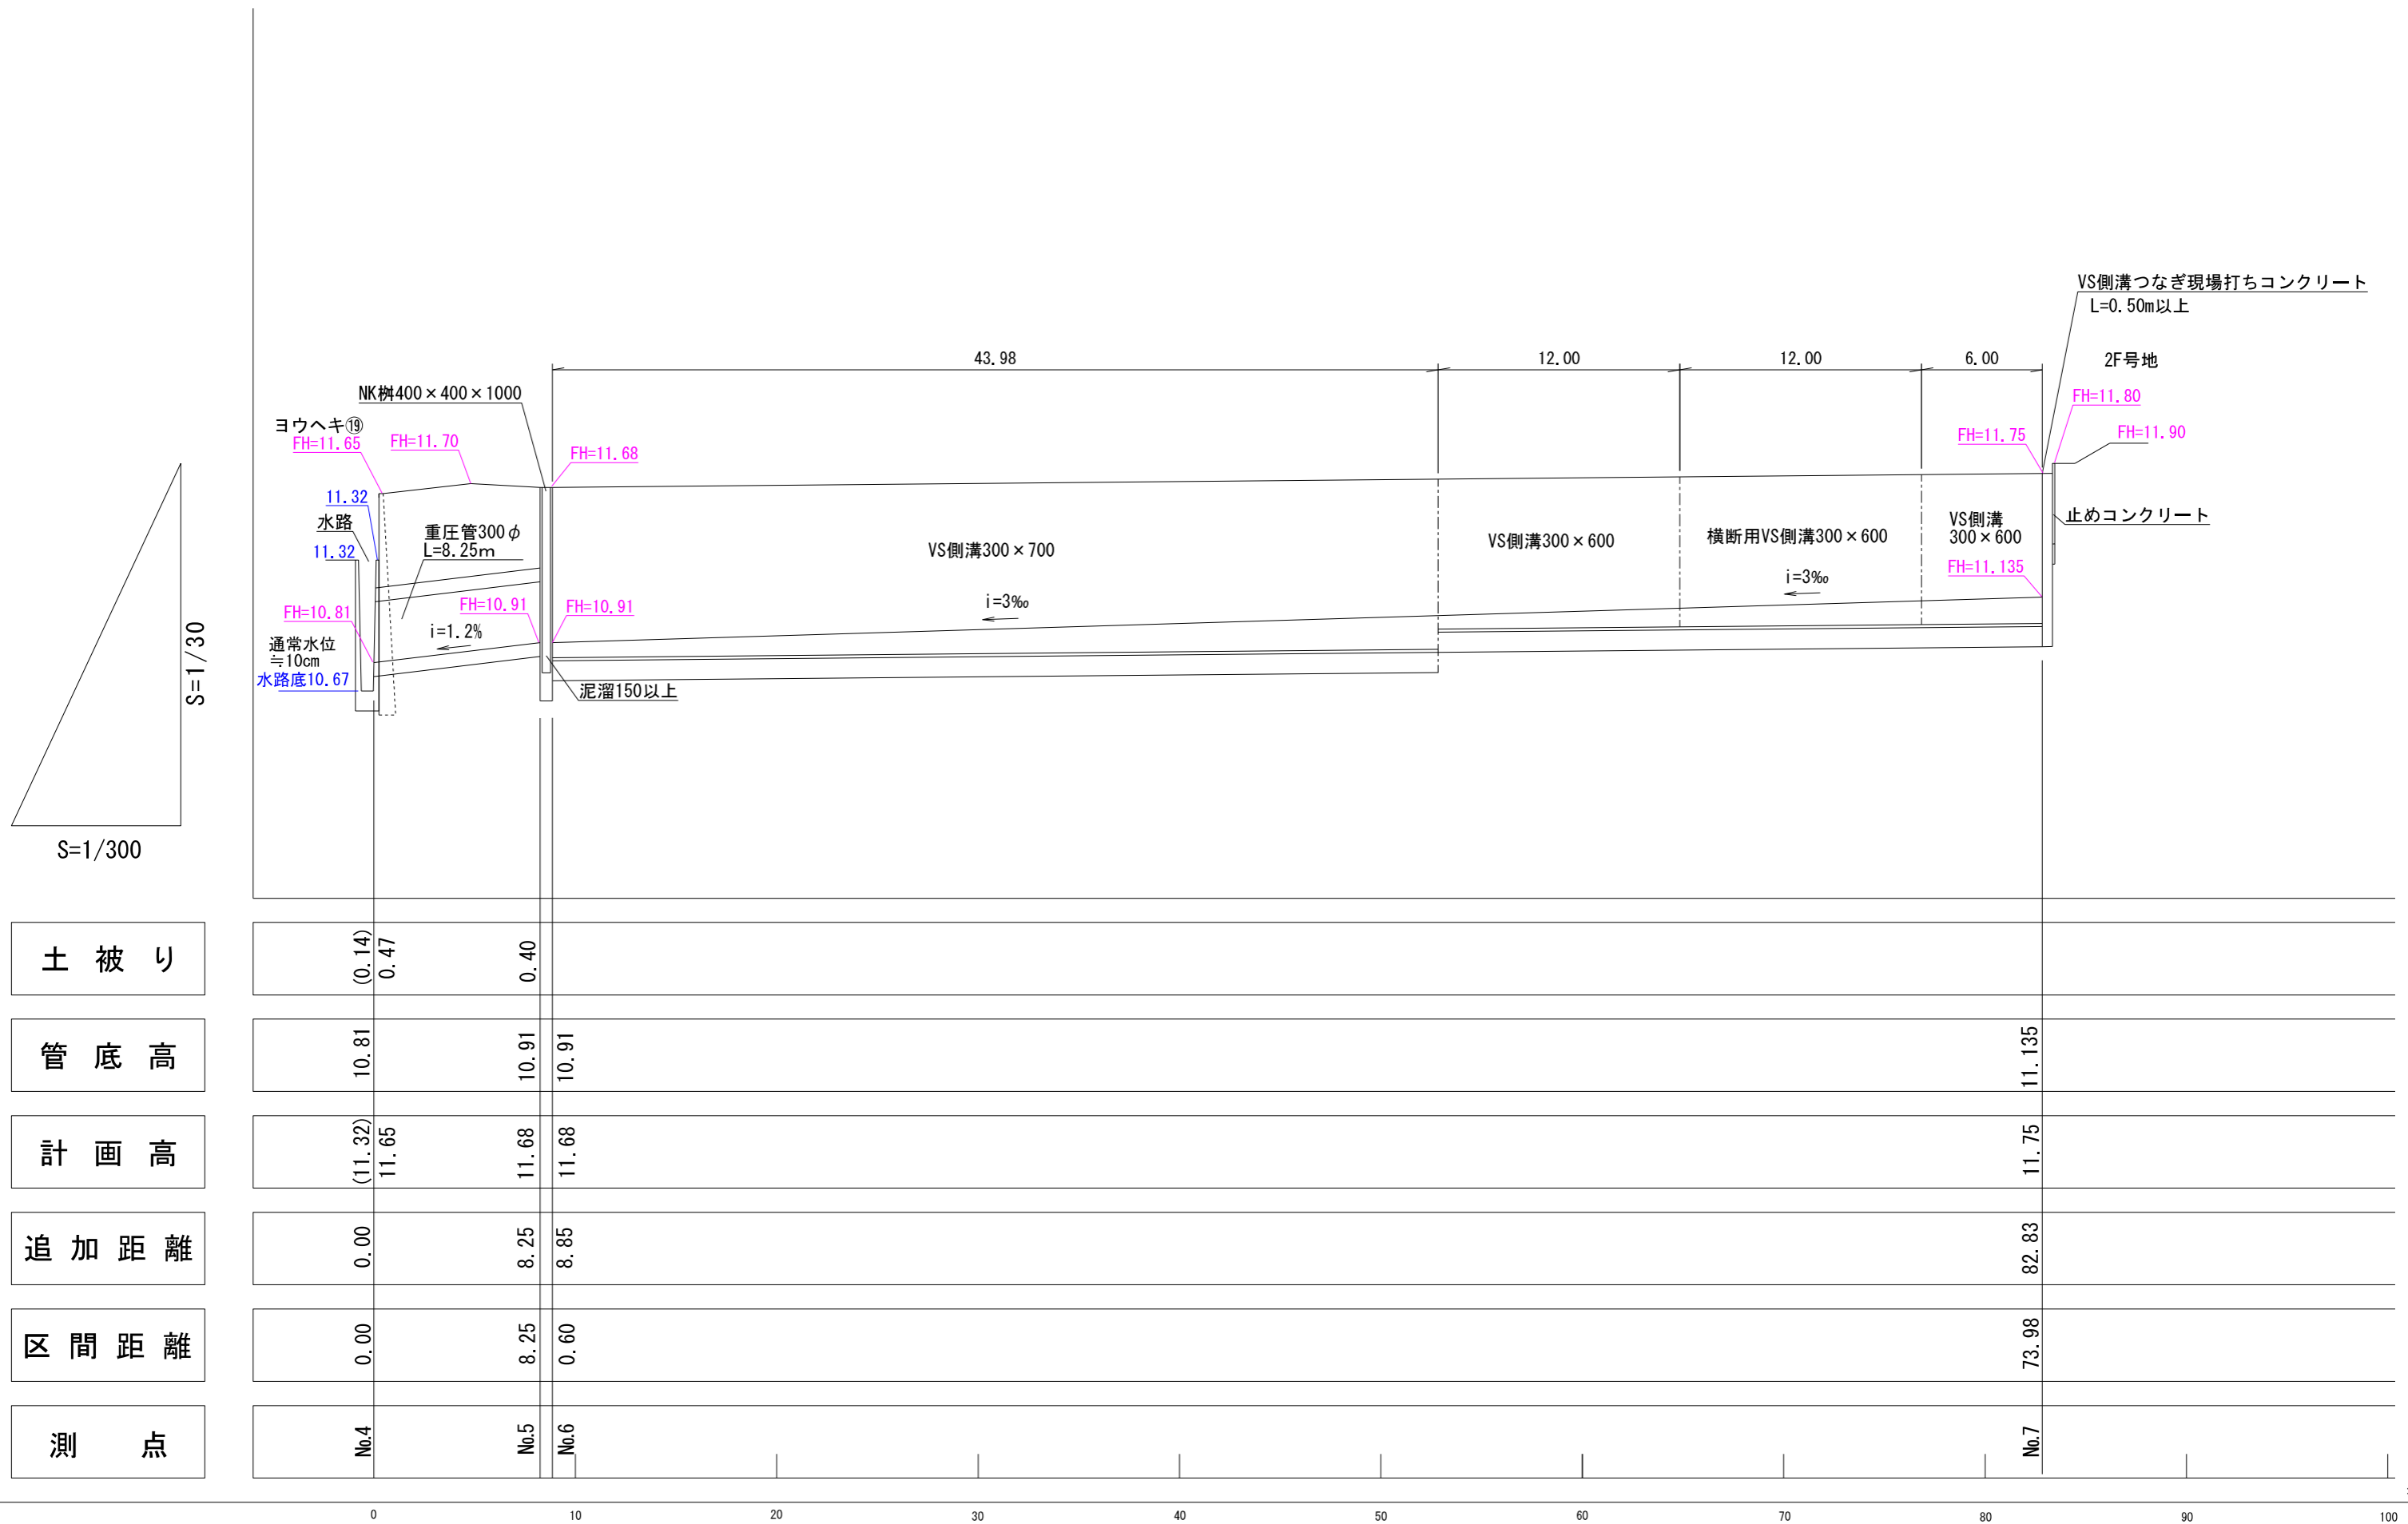 VS側溝つなぎ現場打ちコンクリート
L=0.50m以上
43.98
12.00
12.00
6.00
2F号地
NK桝400×400×1000
FH=11.80
ヨウヘキ⑲
FH=11.65
FH=11.70
FH=11.68
FH=11.75
FH=11.90
11.32
水路
11.32
重圧管300φ
L=8.25m
VS側溝300×700
VS側溝300×600
横断用VS側溝300×600
VS側溝
300×600
止めコンクリート
FH=11.135
i=3‰
i=3‰
FH=10.81
FH=10.91
FH=10.91
i=1.2%
通常水位
≒10cm
水路底10.67
泥溜150以上
S=1/30
S=1/300
土被り
(0.14)
0.47
0.40
管底高
10.81
10.91
10.91
11.135
計画高
(11.32)
11.65
11.68
11.68
11.75
追加距離
0.00
8.25
8.85
82.83
区間距離
0.00
8.25
0.60
73.98
測点
No.4
No.5
No.6
No.7
0
10
20
30
40
50
60
70
80
90
100